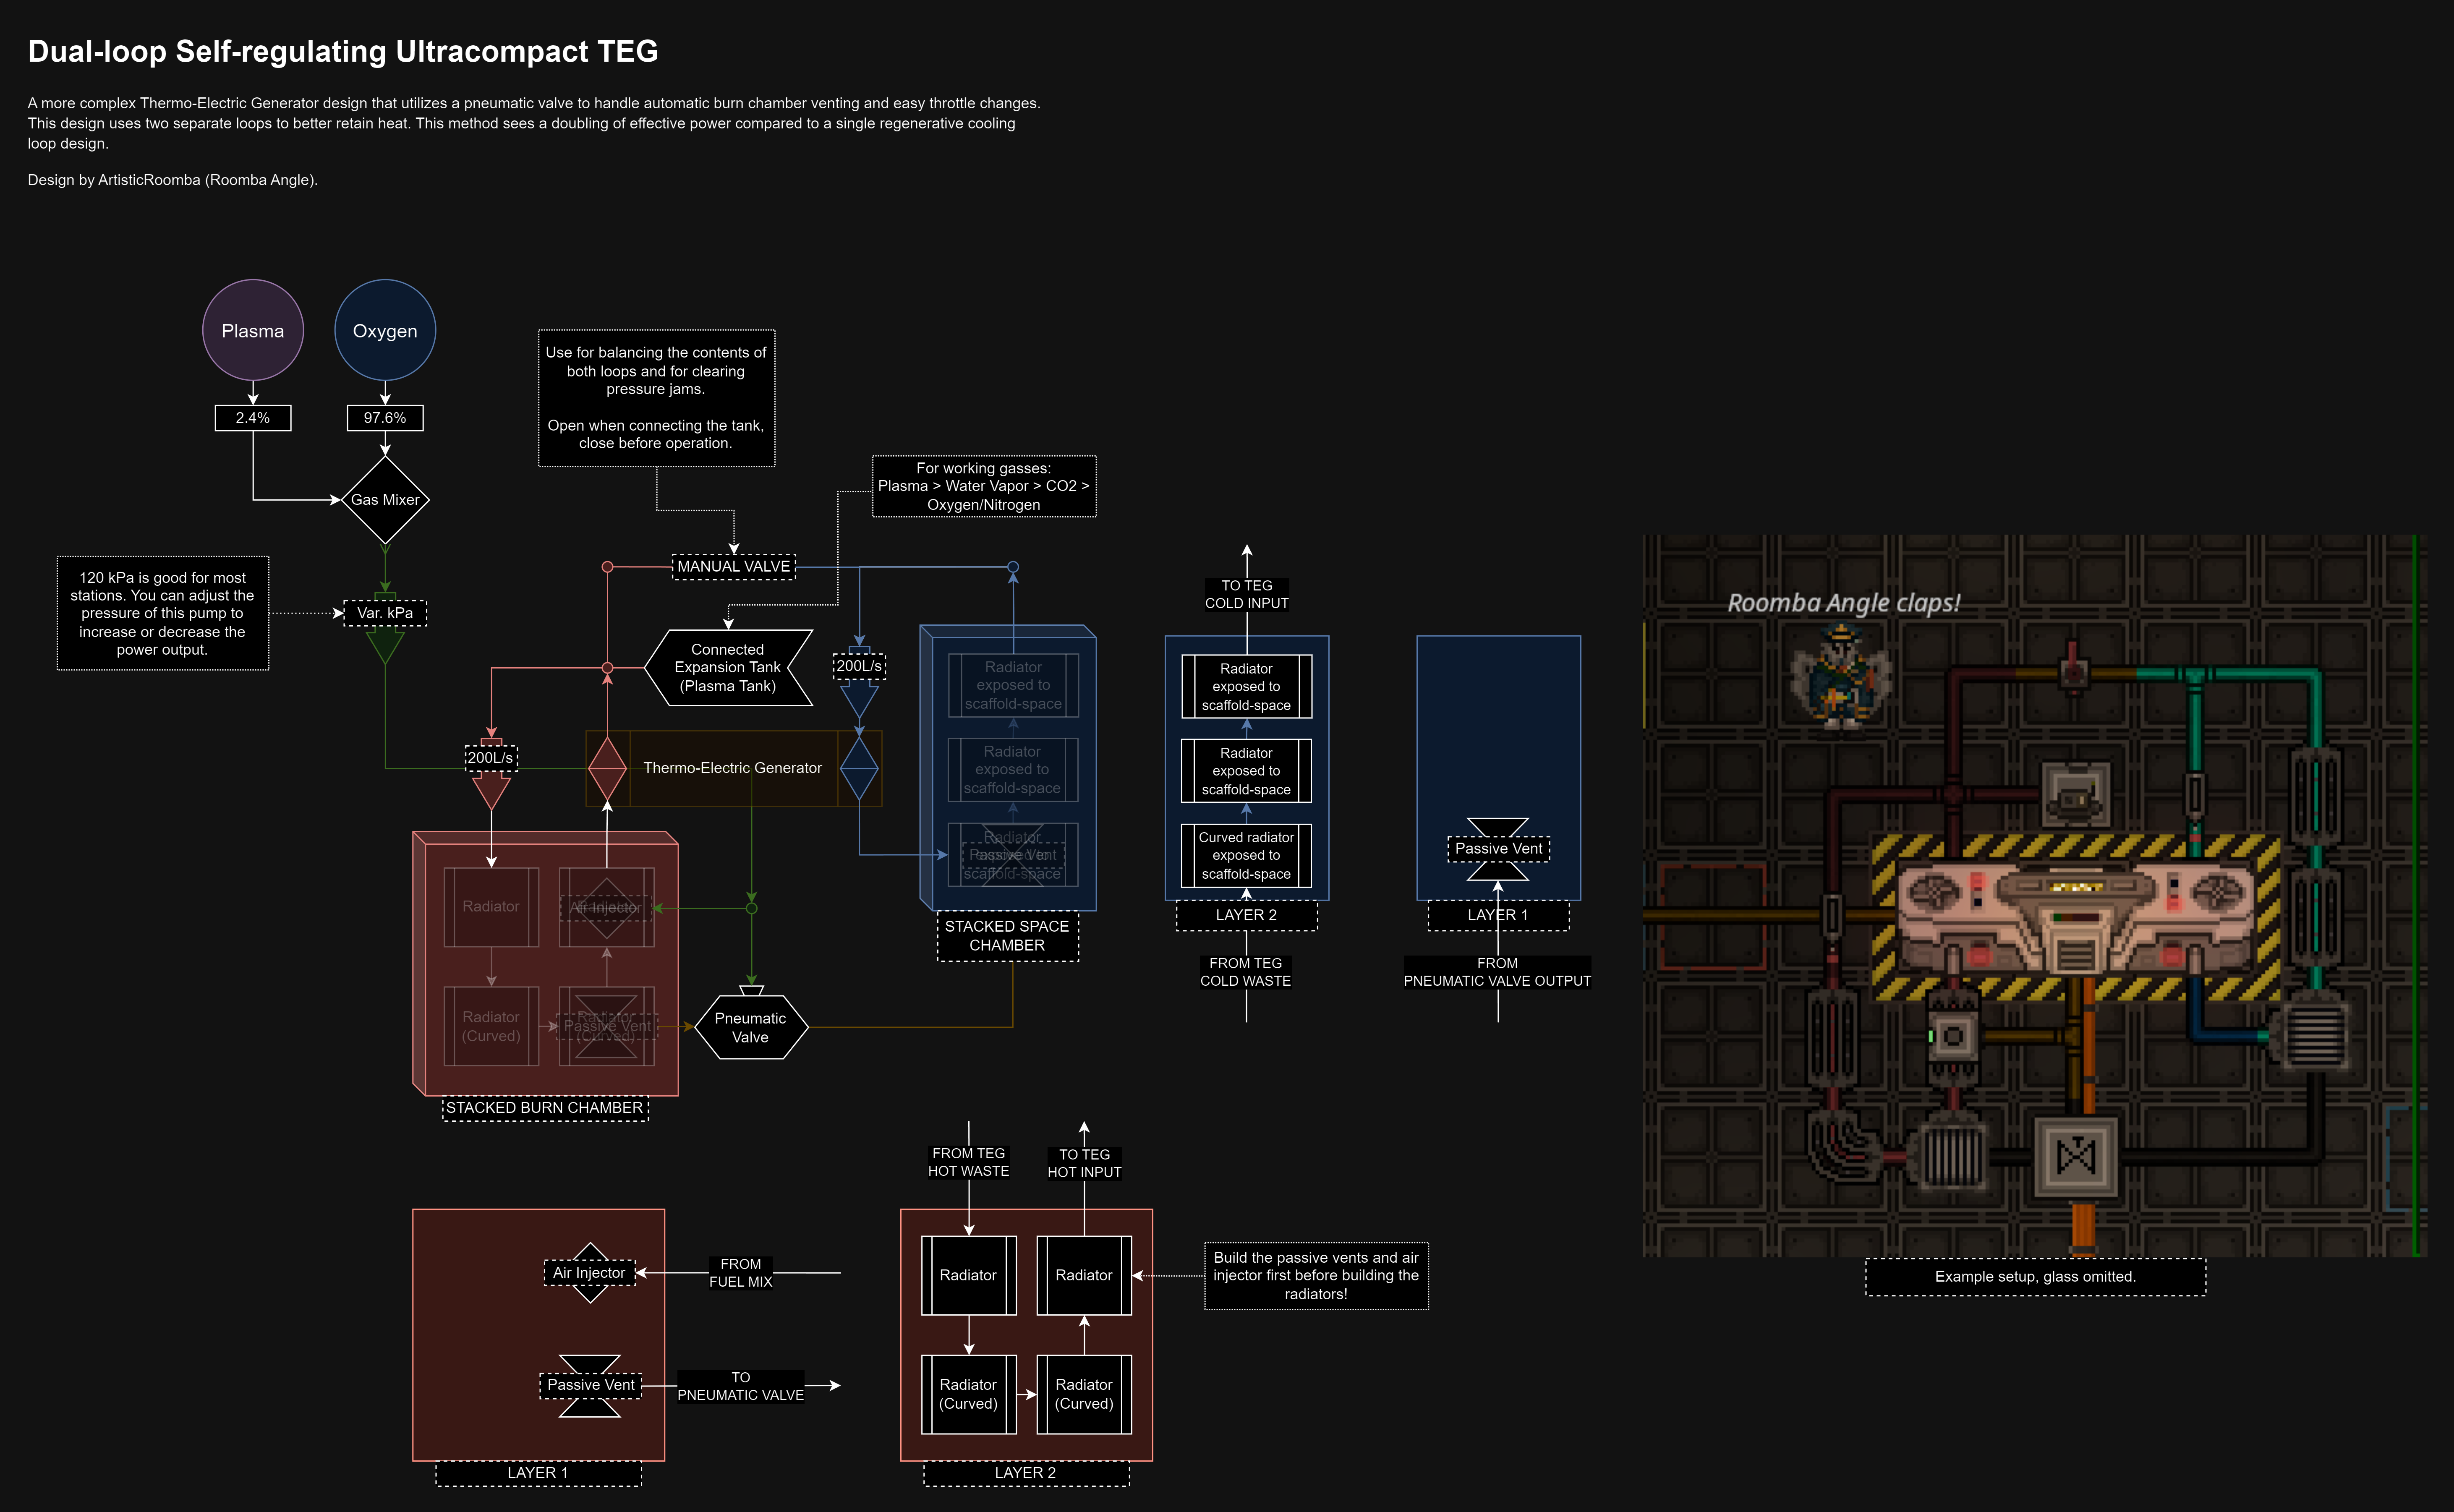 Dual-loop Self-regulating Ultracompact TEG
A more complex Thermo-Electric Generator design that utilizes a pneumatic valve to handle automatic burn chamber venting and easy throttle changes.
This design uses two separate loops to better retain heat. This method sees a doubling of effective power compared to a single regenerative cooling
loop design.
Design by ArtisticRoomba (Roomba Angle).
Plasma
Oxygen
2.4%
97.6%
Gas Mixer
Use for balancing the contents of
both loops and for clearing
pressure jams.
Open when connecting the tank,
close before operation.
For working gasses:
Plasma > Water Vapor > CO2 >
Oxygen/Nitrogen
120 kPa is good for most
stations. You can adjust the
pressure of this pump to
increase or decrease the
power output.
Var. kPa
MANUAL VALVE
Connected
Expansion Tank
(Plasma Tank)
200L/s
200L/s
Thermo-Electric Generator
Radiator
exposed to
scaffold-space
Radiator
exposed to
scaffold-space
Radiator
exposed to
scaffold-space
Passive Vent
STACKED SPACE
CHAMBER
Radiator
Air Injector
Radiator
(Curved)
Radiator
(Curved)
Passive Vent
STACKED BURN CHAMBER
Pneumatic
Valve
TO TEG
COLD INPUT
Radiator
exposed to
scaffold-space
Radiator
exposed to
scaffold-space
Curved radiator
exposed to
scaffold-space
LAYER 2
FROM TEG
COLD WASTE
Passive Vent
LAYER 1
FROM
PNEUMATIC VALVE OUTPUT
Roomba Angle claps!
Example setup, glass omitted.
Air Injector
FROM
FUEL MIX
Passive Vent
TO
PNEUMATIC VALVE
LAYER 1
FROM TEG
HOT WASTE
TO TEG
HOT INPUT
Radiator
Radiator
Radiator
(Curved)
Radiator
(Curved)
LAYER 2
Build the passive vents and air
injector first before building the
radiators!